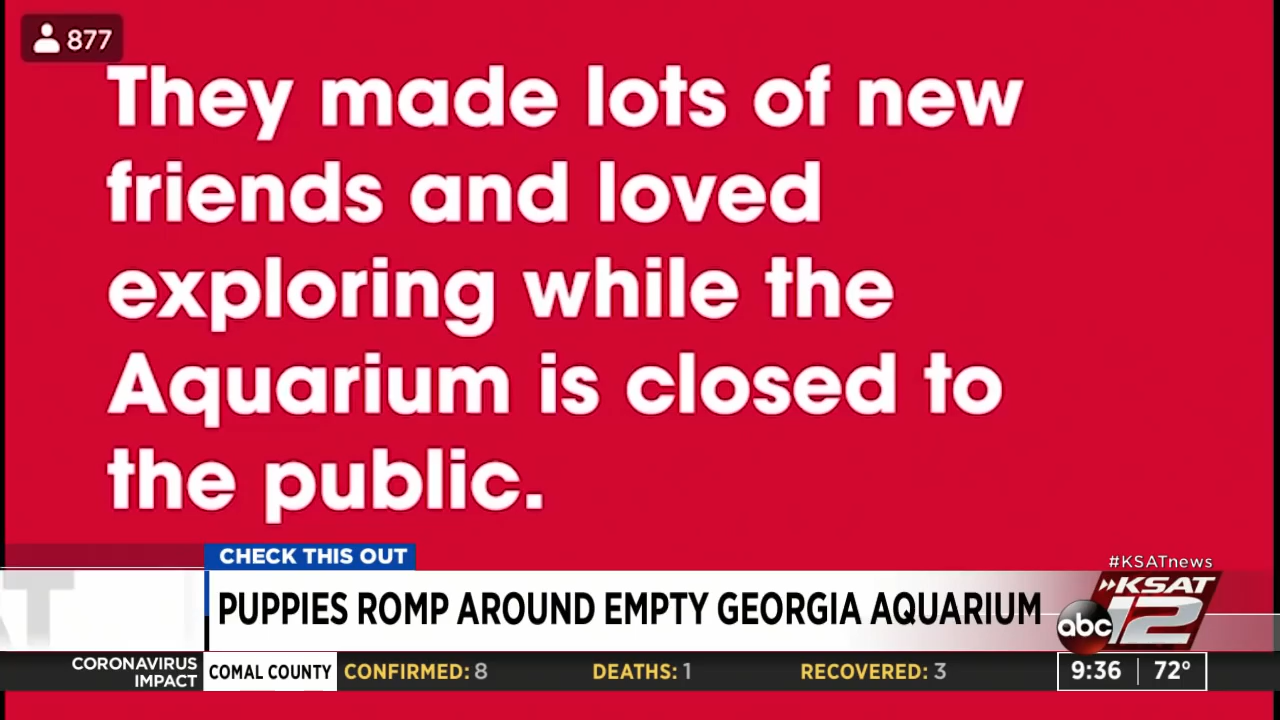 877
They made lots of new
friends and loved
exploring while the
Aquarium is closed to
the public.
CHECK THIS OUT
#KSATnews
PUPPIES ROMP AROUND EMPTY GEORGIA AQUARIUM
KSAT
abc 12
AT
CORONAVIRUS
IMPACT
COMAL COUNTY CONFIRMED: 8 DEATHS: 1 RECOVERED: 3
9:36 72°